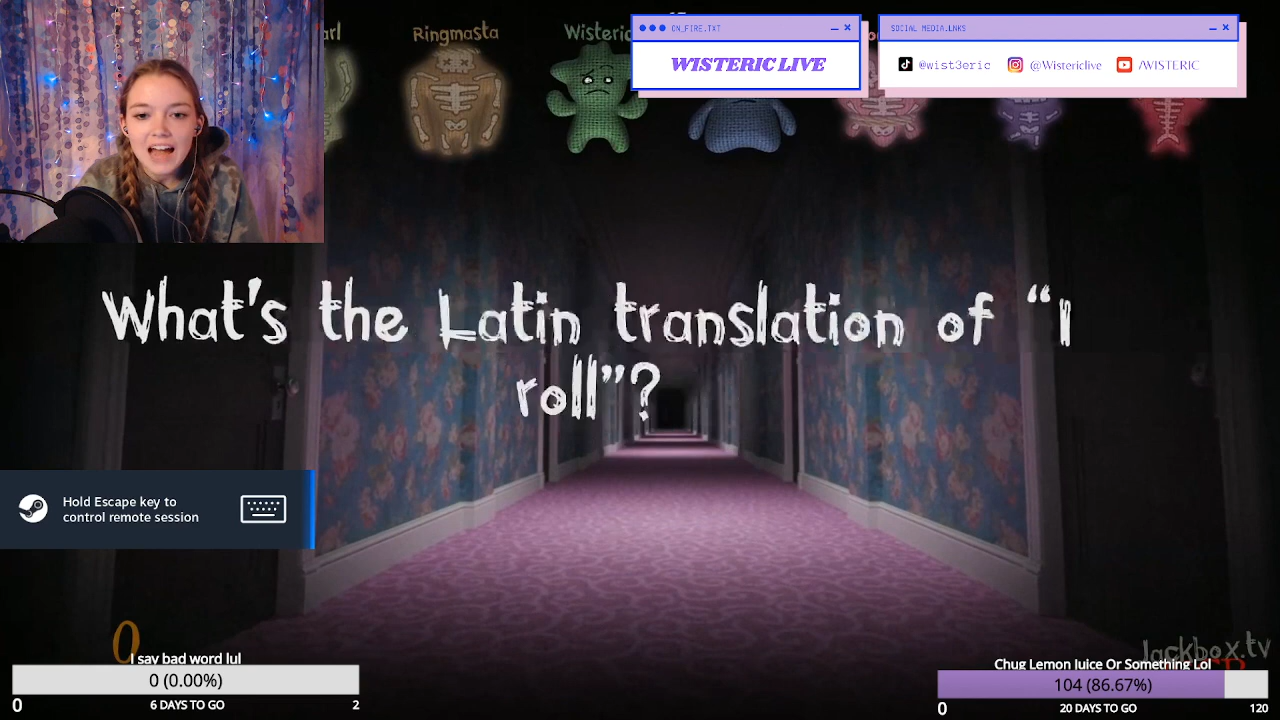 Ringmasta
ON_FIRE.TXT
WISTERIC LIVE
SOCIAL MEDIA.LNKS
@wist3eric
@Wistericlive
/WISTERIC
What's the Latin translation of “I
roll”?
Hold Escape key to
control remote session
0
I say bad word lul
0 (0.00%)
0
6 DAYS TO GO
2
Jackbox.tv
Chug Lemon Juice Or Something Lol
104 (86.67%)
0
20 DAYS TO GO
120